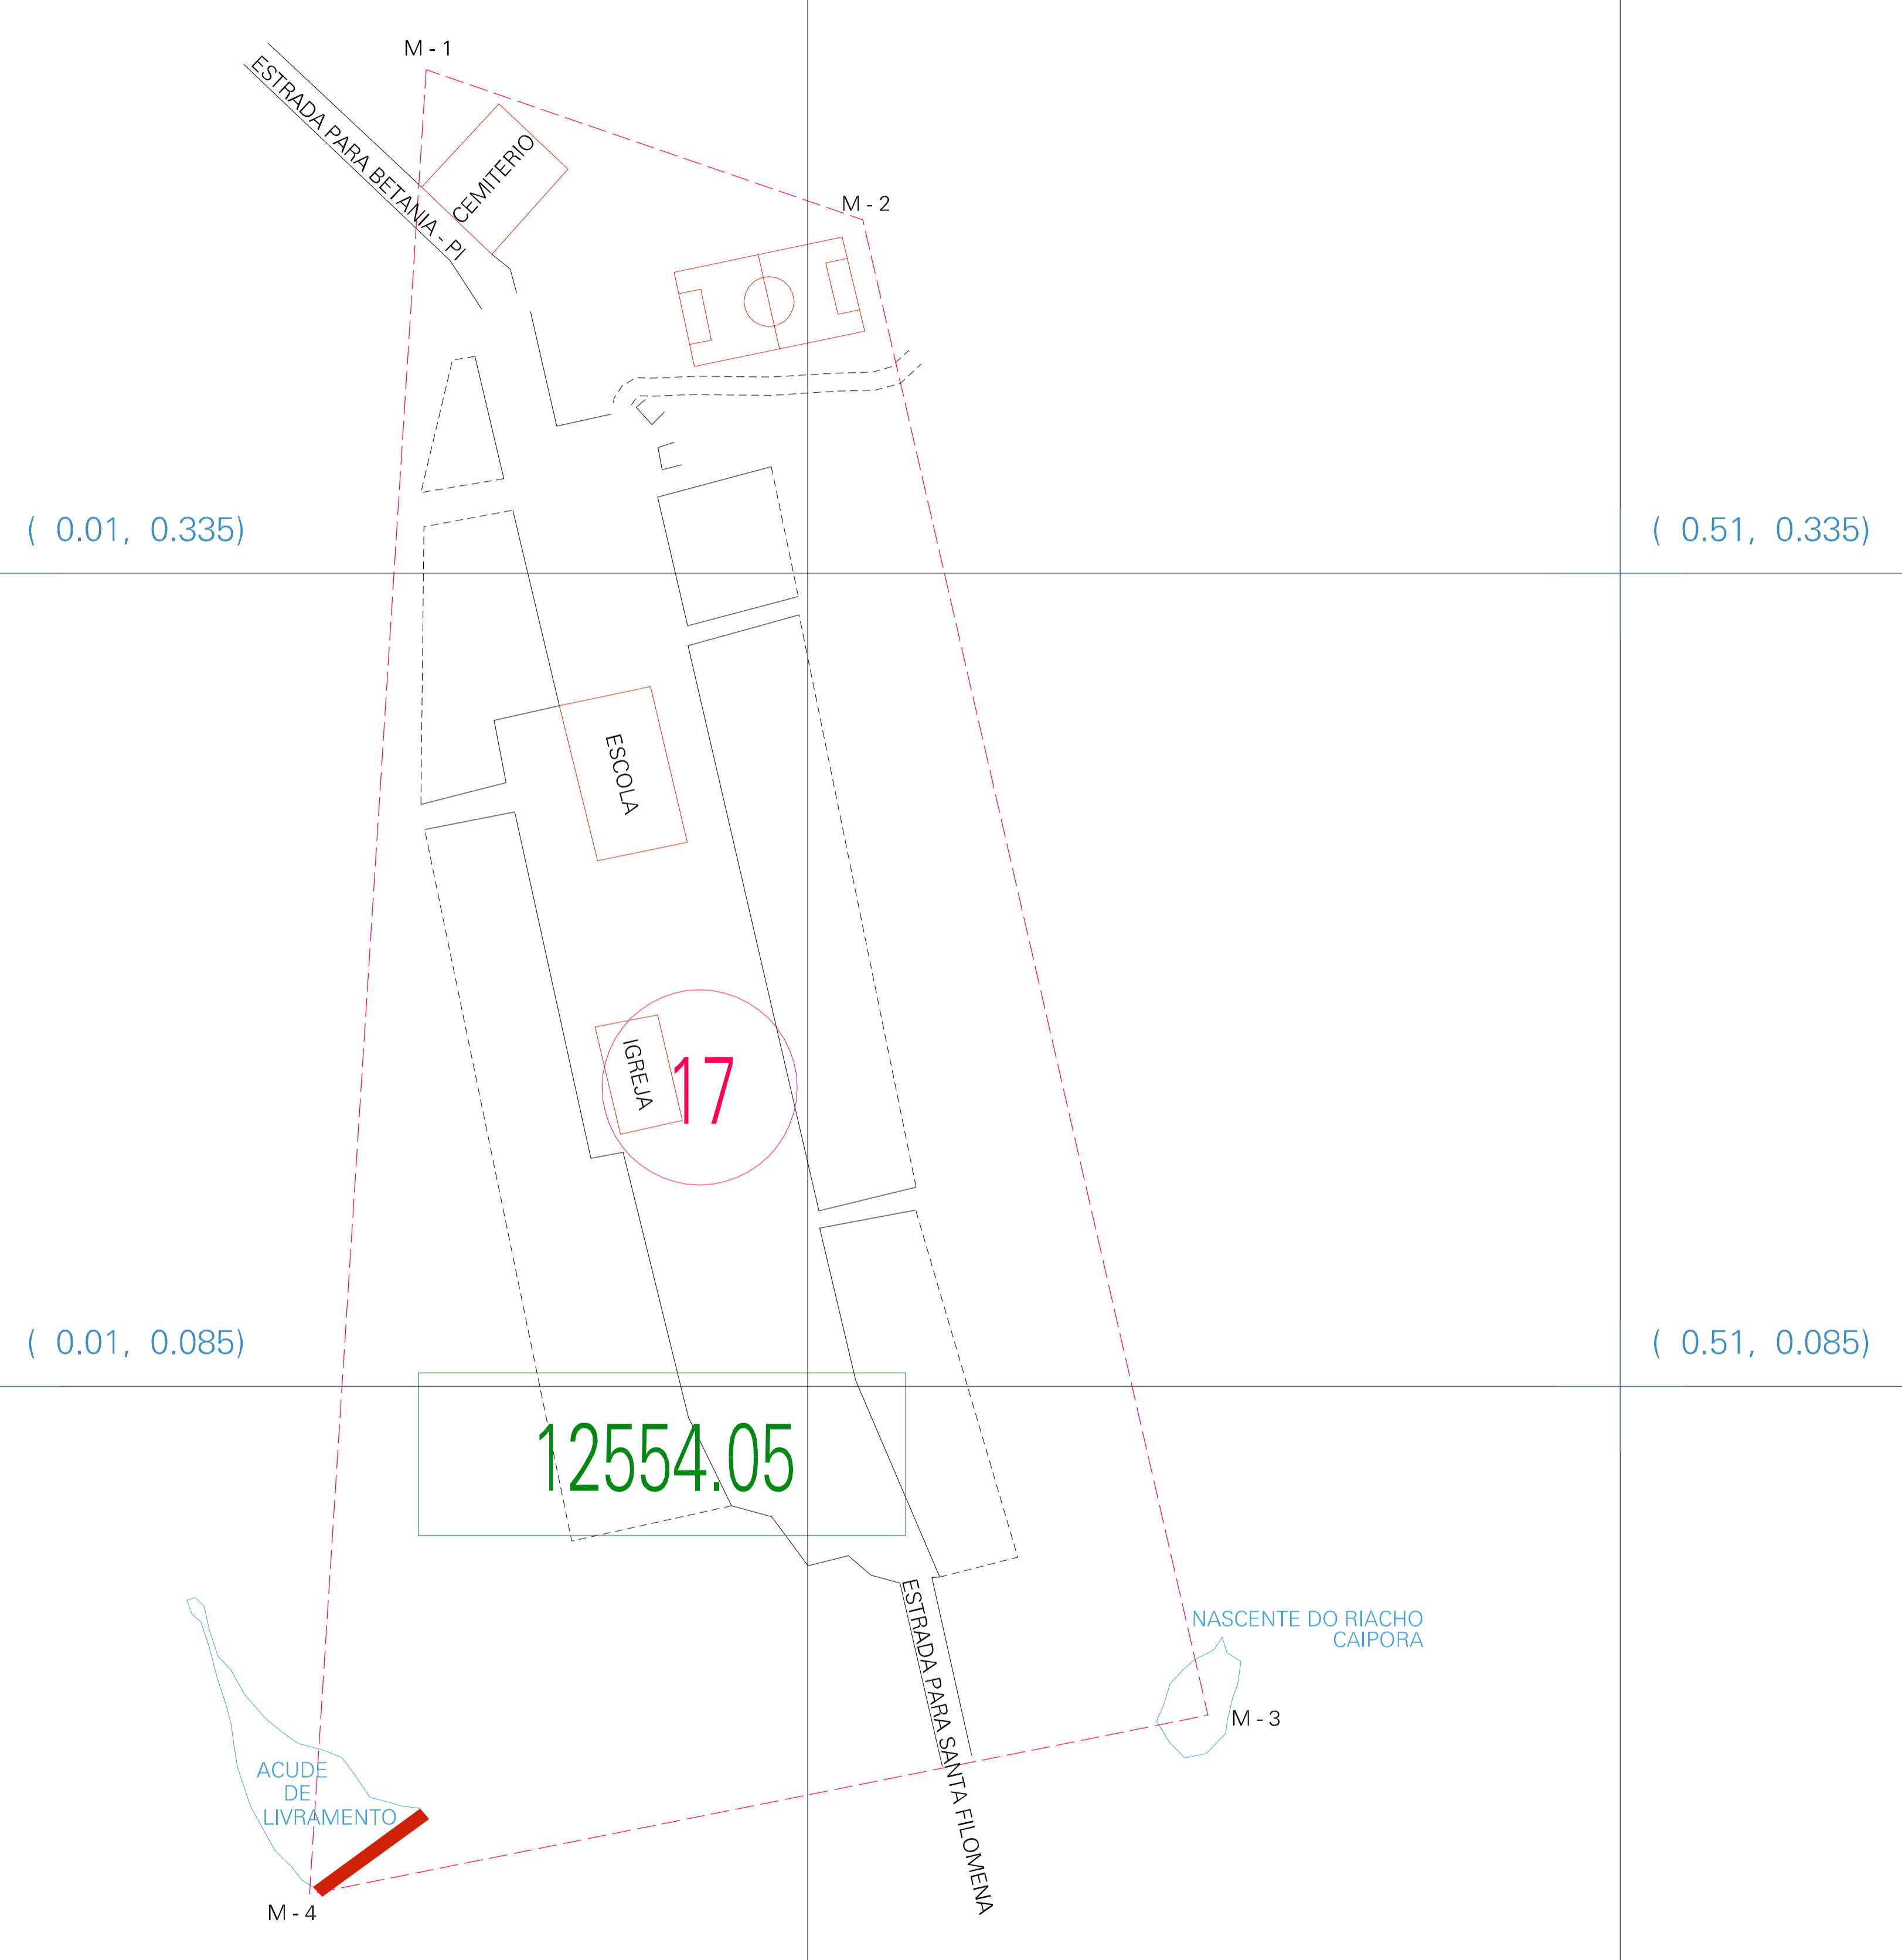 M - 1
ESTRADA PARA BETANIA - PI
CEMITERIO
M - 2
( 0.01, 0.335)
( 0.51, 0.335)
ESCOLA
IGREJA
17
( 0.01, 0.085)
( 0.51, 0.085)
12554.05
ESTRADA PARA SANTA FILOMENA
NASCENTE DO RIACHO
CAIPORA
M - 3
ACUDE
DE
LIVRAMENTO
M - 4